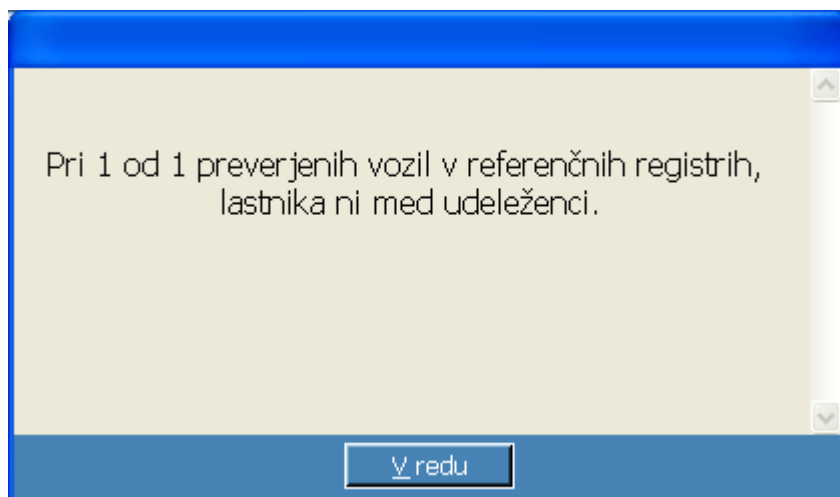 Pri 1 od 1 preverjenih vozil v referenčnih registrih,
lastnika ni med udeleženci.
V redu